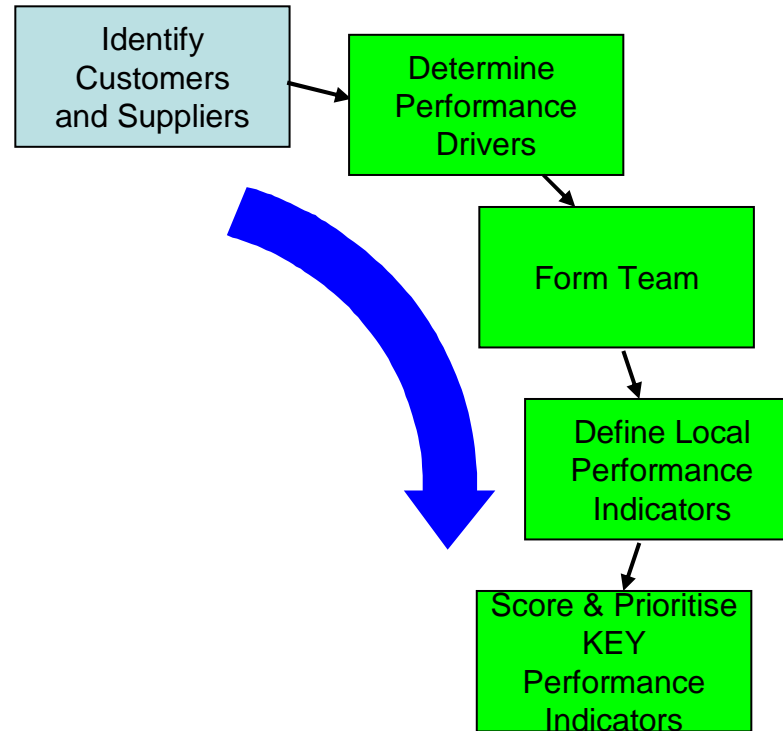 Identify
Customers
and Suppliers
Determine
Performance
Drivers
Form Team
Define Local
Performance
Indicators
Score & Prioritise
KEY
Performance
Indicators